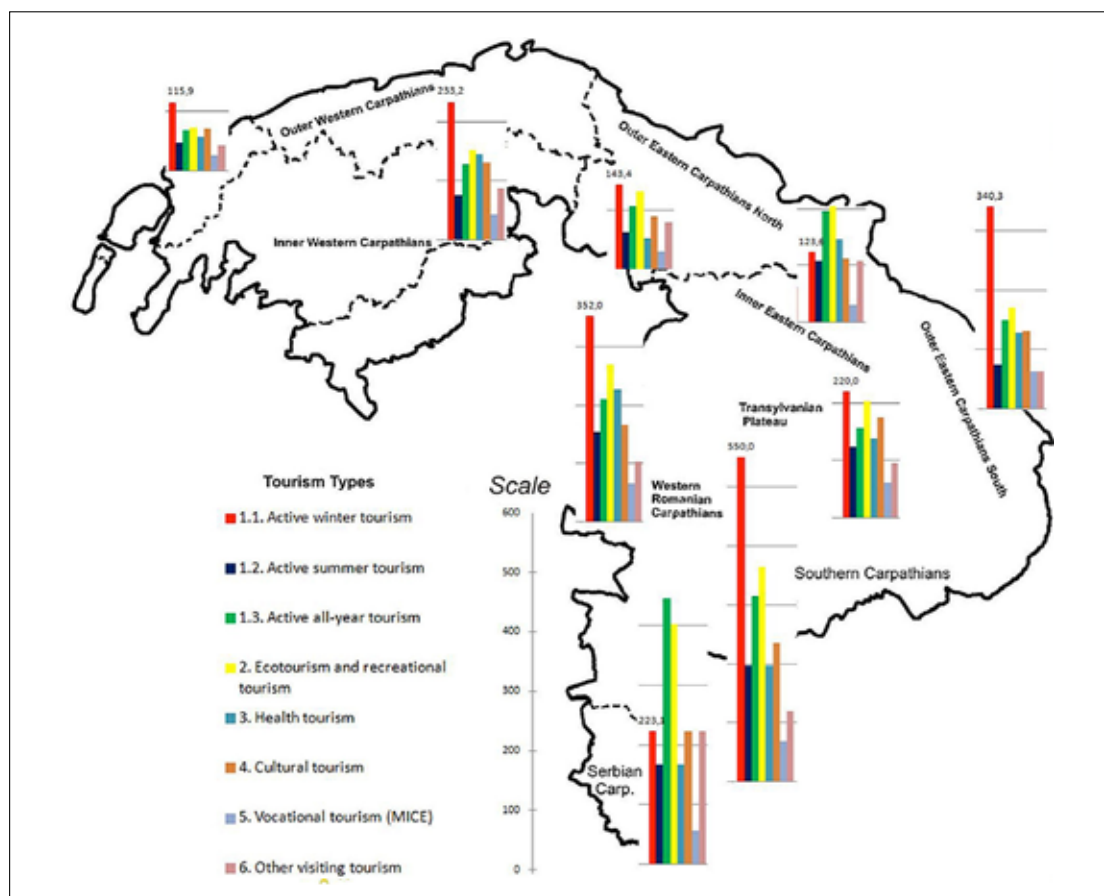 115,9
233,2
Outer Western Carpathians
Outer Eastern Carpathians North
143,4
340,3
Inner Western Carpathians
123,6
352,0
Inner Eastern Carpathians
Outer Eastern Carpathians South
220,0
Transylvanian
Plateau
550,0
Tourism Types
Scale
Western
Romanian
Carpathians
600
1.1. Active winter tourism
500
1.2. Active summer tourism
Southern Carpathians
1.3. Active all-year tourism
400
2. Ecotourism and recreational
tourism
300
3. Health tourism
223,1
200
4. Cultural tourism
Serbian
Carp.
100
5. Vocational tourism (MICE)
6. Other visiting tourism
0